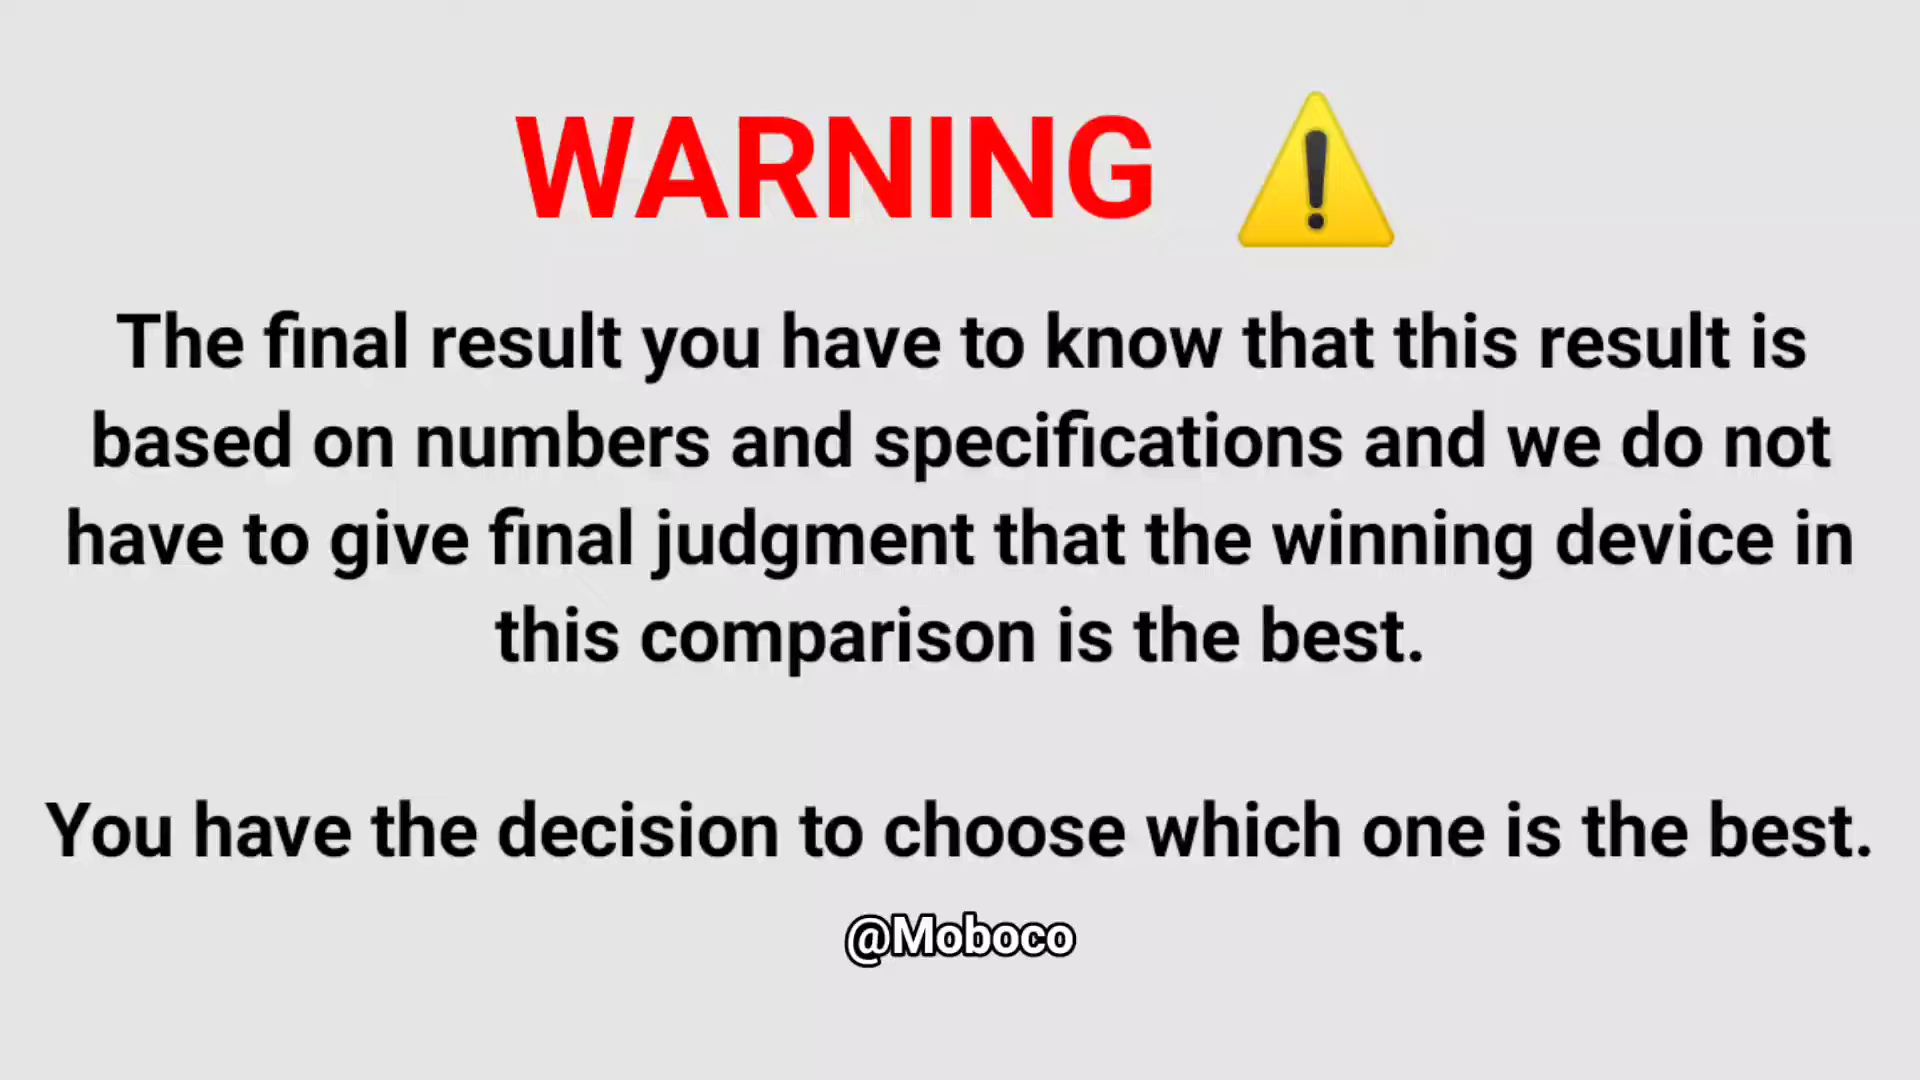 WARNING ⚠️
The final result you have to know that this result is
based on numbers and specifications and we do not
have to give final judgment that the winning device in
this comparison is the best.
You have the decision to choose which one is the best.
@Moboco